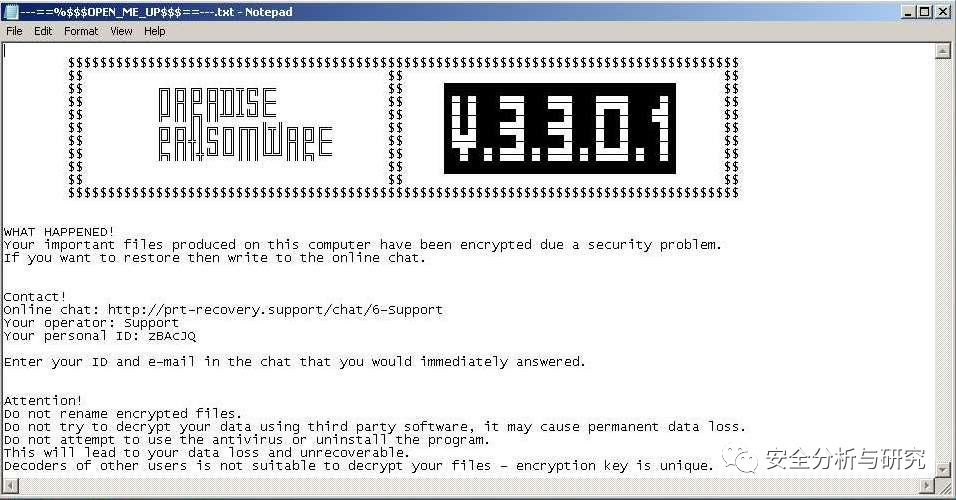 ---==%$$$OPEN_ME_UP$$$==---.txt - Notepad
File Edit Format View Help
$$$$$$$$$$$$$$$$$$$$$$$$$$$$$$$$$$$$$$$$$$$$$$$$$$$$$$$$$$$$$$$$$$$$$$$$$$$$$$$$$$$$
$$ $$ $$
$$ $$ $$
$$ PARADISE $$ V.3.3.0.1 $$
$$ $$ $$
$$ RANSOMWARE $$ $$
$$ $$ $$
$$ $$ $$
$$ $$ $$
$$ $$ $$
$$$$$$$$$$$$$$$$$$$$$$$$$$$$$$$$$$$$$$$$$$$$$$$$$$$$$$$$$$$$$$$$$$$$$$$$$$$$$$$$$$$$
WHAT HAPPENED!
Your important files produced on this computer have been encrypted due a security problem.
If you want to restore then write to the online chat.
Contact!
Online chat: http://prt-recovery.support/chat/6-Support
Your operator: Support
Your personal ID: zBAcJQ
Enter your ID and e-mail in the chat that you would immediately answered.
Attention!
Do not rename encrypted files.
Do not try to decrypt your data using third party software, it may cause permanent data loss.
Do not attempt to use the antivirus or uninstall the program.
This will lead to your data loss and unrecoverable.
Decoders of other users is not suitable to decrypt your files - encryption key is unique.
安全分析与研究